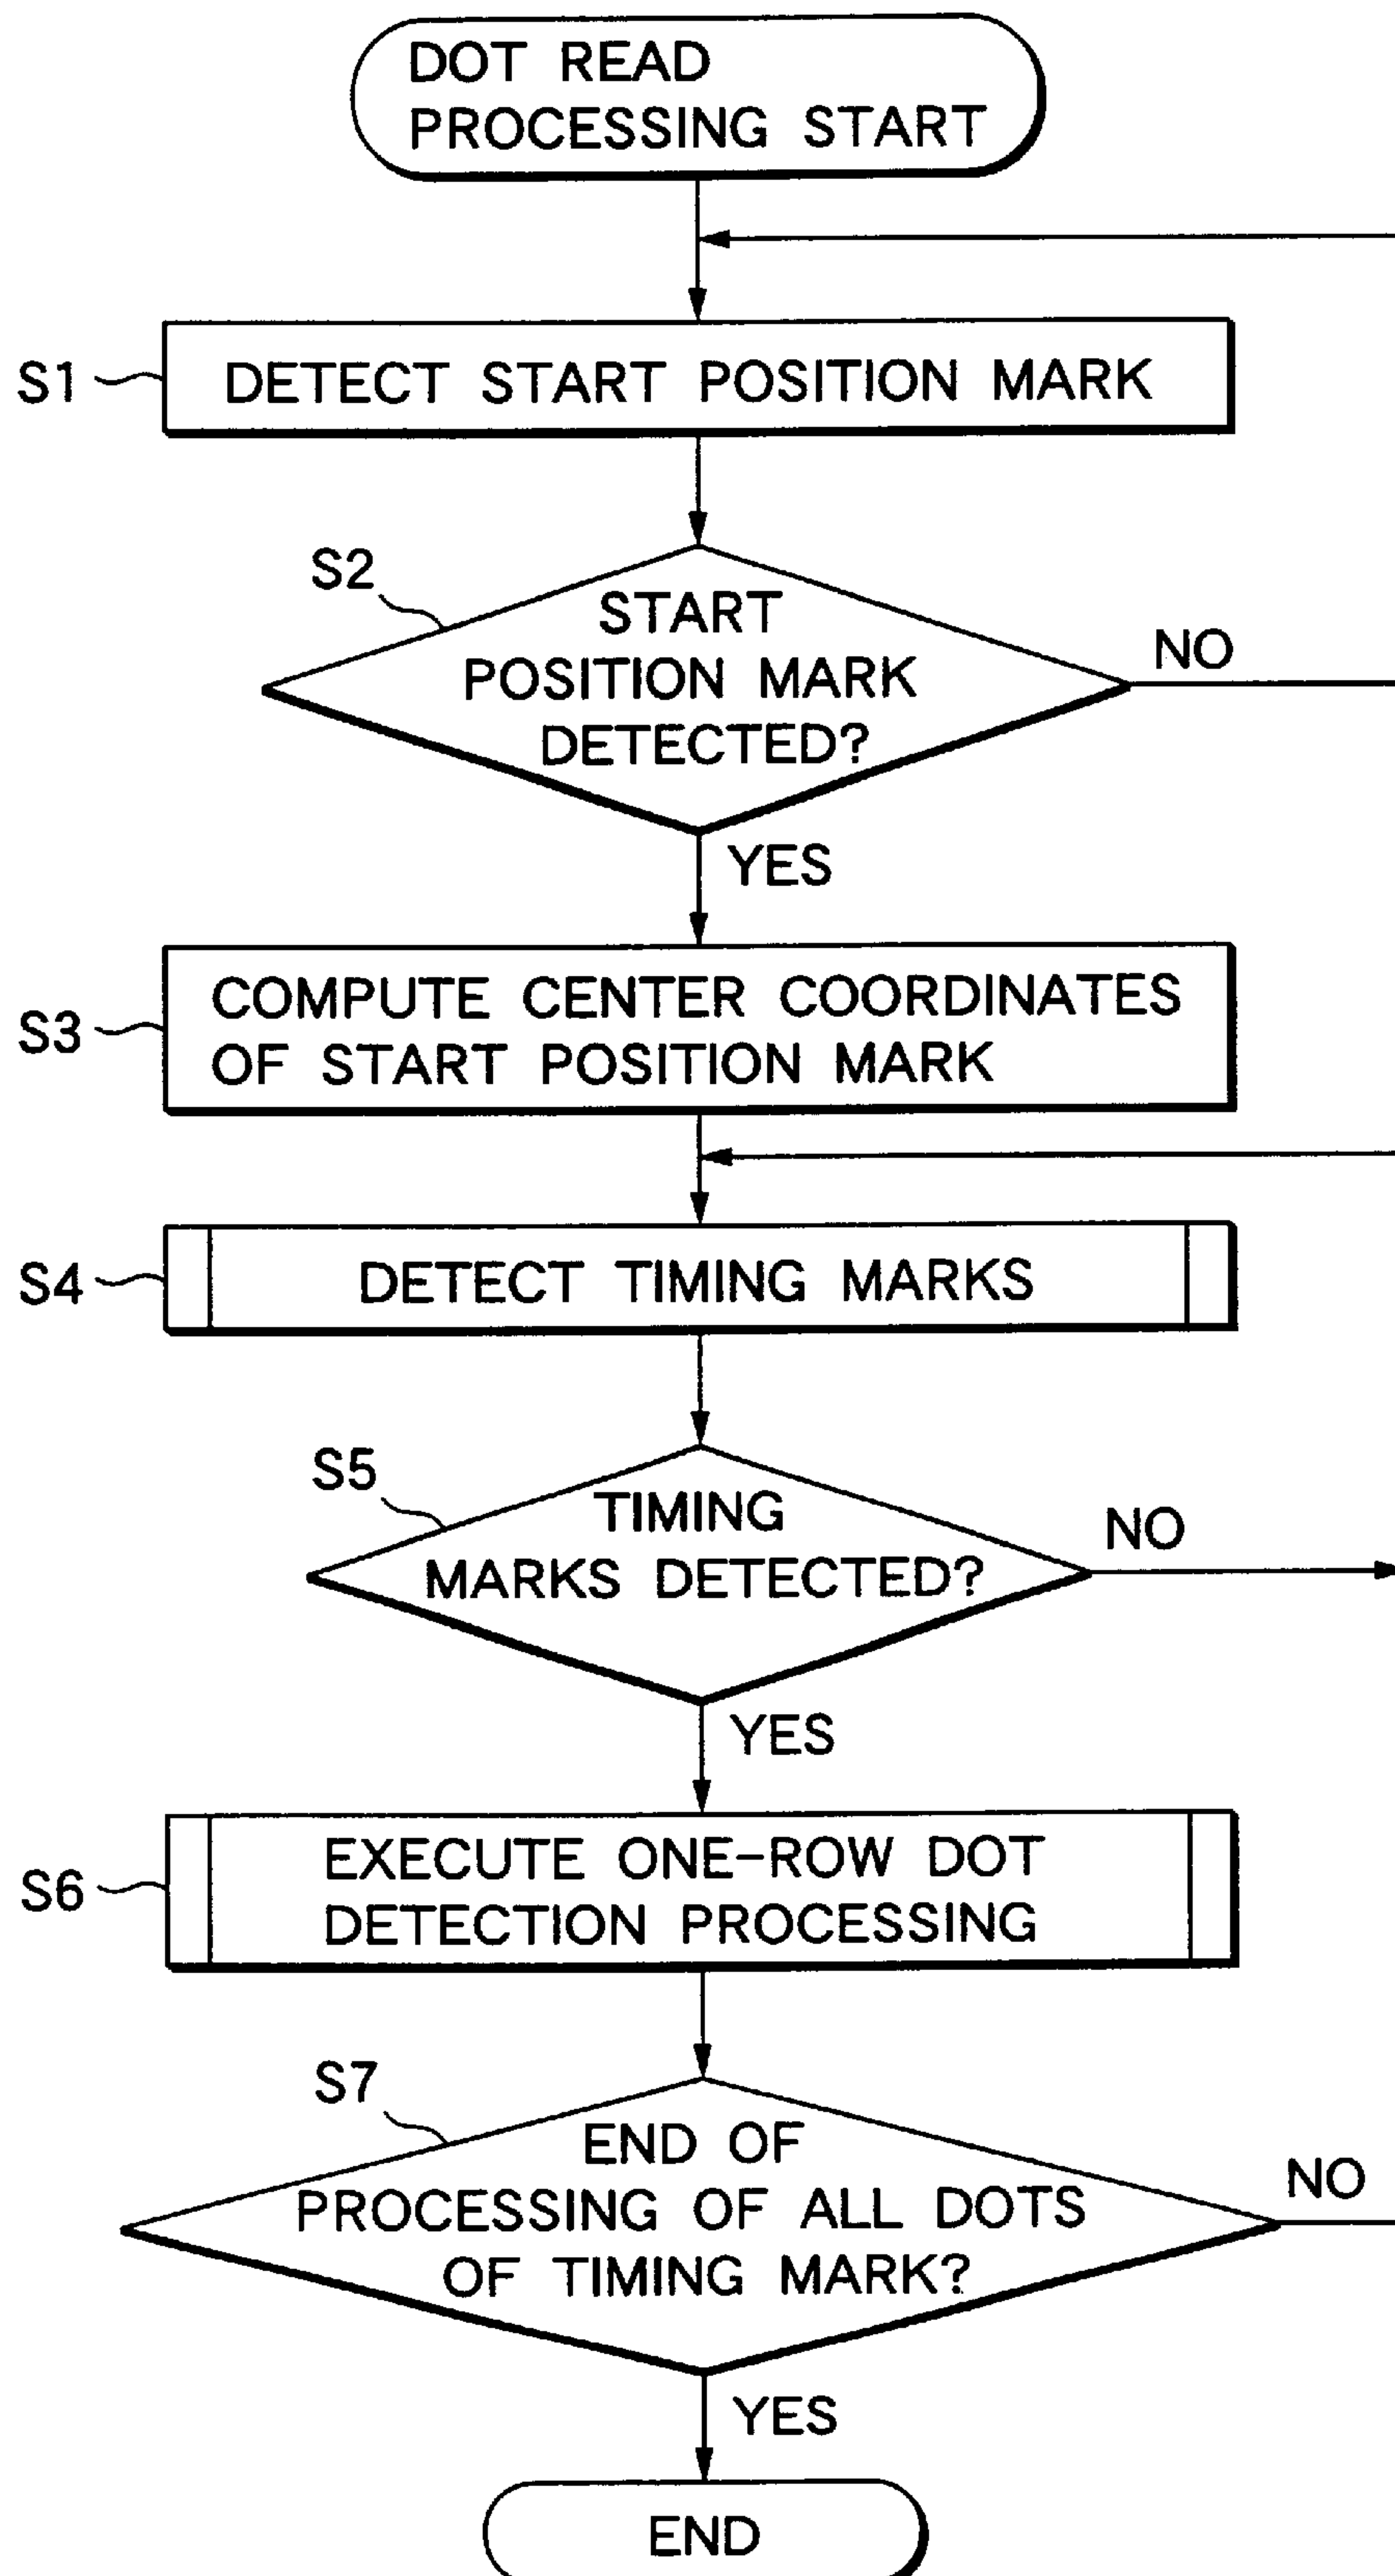 DOT READ
PROCESSING START
S1
DETECT START POSITION MARK
S2
START
POSITION MARK
DETECTED?
NO
YES
S3
COMPUTE CENTER COORDINATES
OF START POSITION MARK
S4
DETECT TIMING MARKS
S5
TIMING
MARKS DETECTED?
NO
YES
S6
EXECUTE ONE-ROW DOT
DETECTION PROCESSING
S7
END OF
PROCESSING OF ALL DOTS
OF TIMING MARK?
NO
YES
END